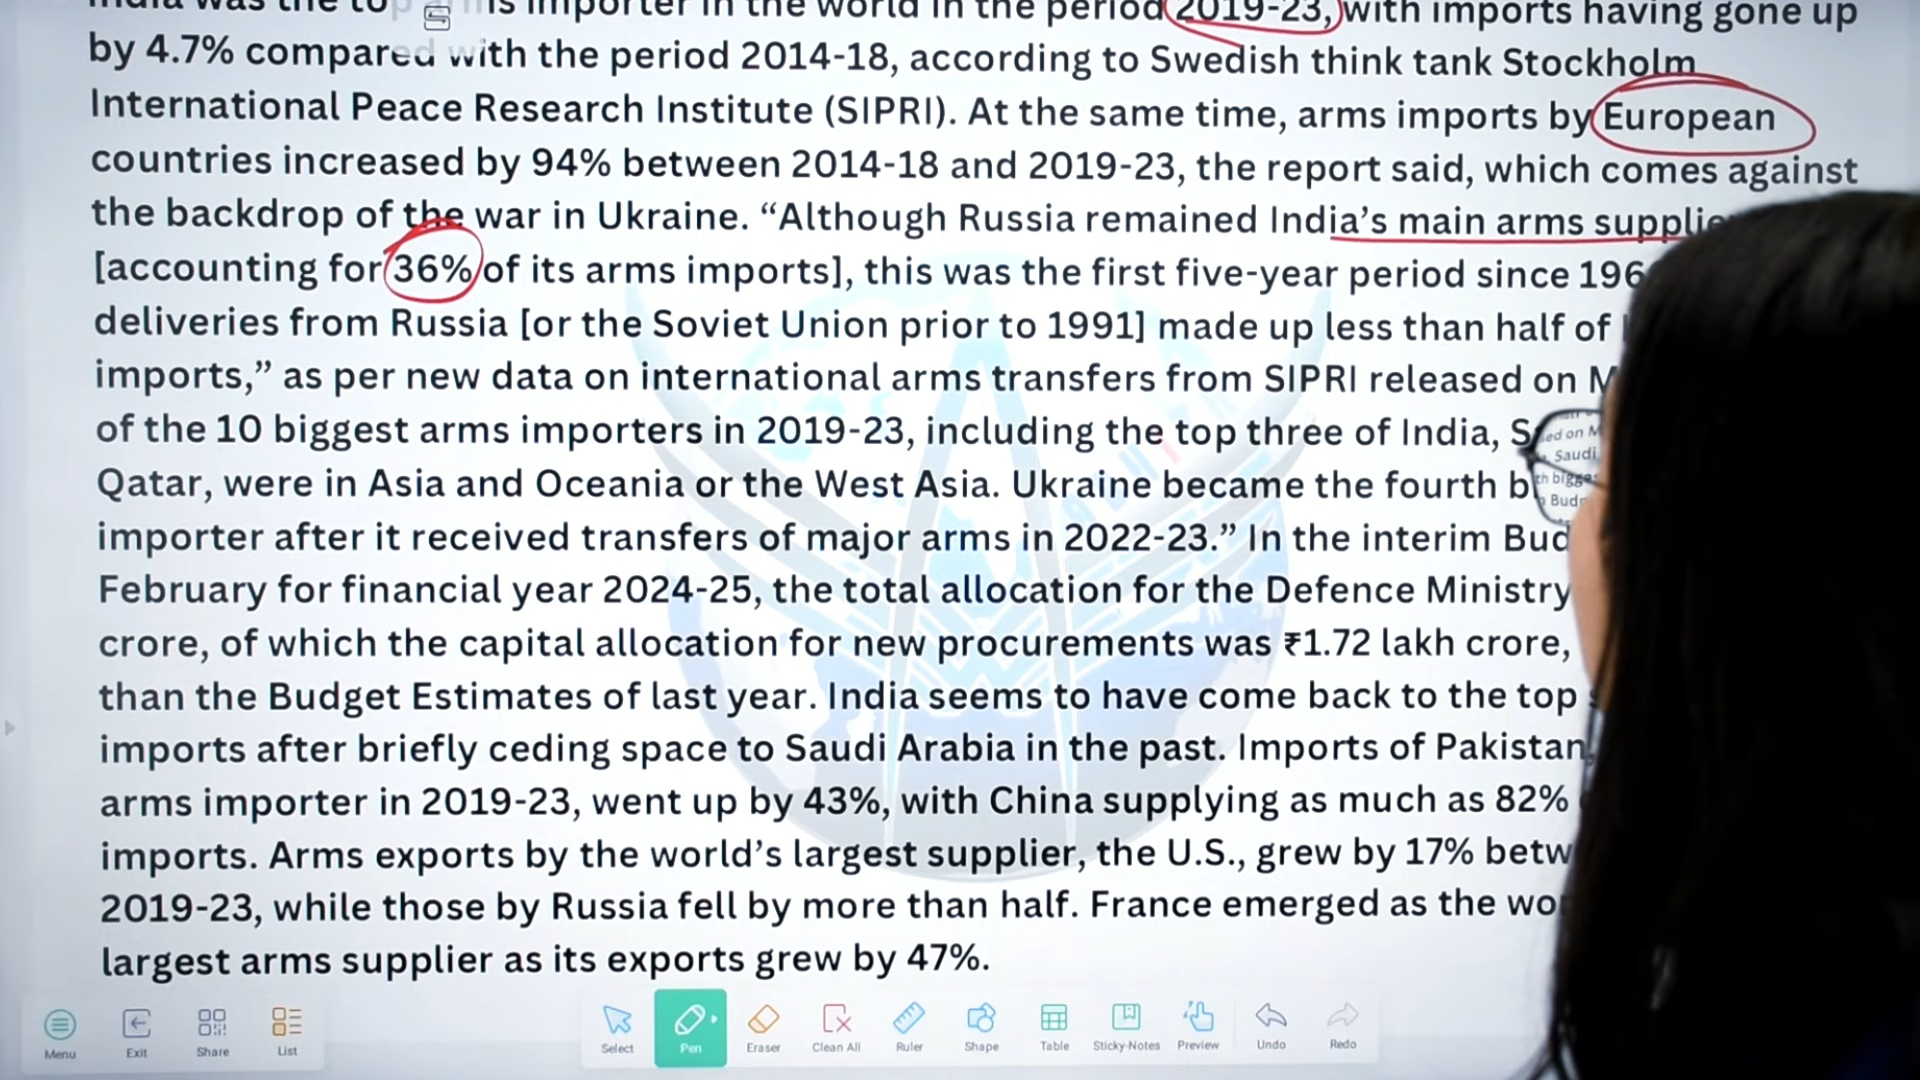 India was the top arms importer in the world in the period 2019-23, with imports having gone up
by 4.7% compared with the period 2014-18, according to Swedish think tank Stockholm
International Peace Research Institute (SIPRI). At the same time, arms imports by European
countries increased by 94% between 2014-18 and 2019-23, the report said, which comes against
the backdrop of the war in Ukraine. “Although Russia remained India’s main arms supplie
[accounting for 36% of its arms imports], this was the first five-year period since 196
deliveries from Russia [or the Soviet Union prior to 1991] made up less than half of
imports,” as per new data on international arms transfers from SIPRI released on M
of the 10 biggest arms importers in 2019-23, including the top three of India, S
Qatar, were in Asia and Oceania or the West Asia. Ukraine became the fourth b
importer after it received transfers of major arms in 2022-23.” In the interim Bud
February for financial year 2024-25, the total allocation for the Defence Ministry
crore, of which the capital allocation for new procurements was ₹1.72 lakh crore,
than the Budget Estimates of last year. India seems to have come back to the top
imports after briefly ceding space to Saudi Arabia in the past. Imports of Pakistan,
arms importer in 2019-23, went up by 43%, with China supplying as much as 82%
imports. Arms exports by the world’s largest supplier, the U.S., grew by 17% betw
2019-23, while those by Russia fell by more than half. France emerged as the wo
largest arms supplier as its exports grew by 47%.
Menu Exit Share List Select Pen Eraser Clean All Ruler Shape Table Sticky-Notes Preview Undo Redo